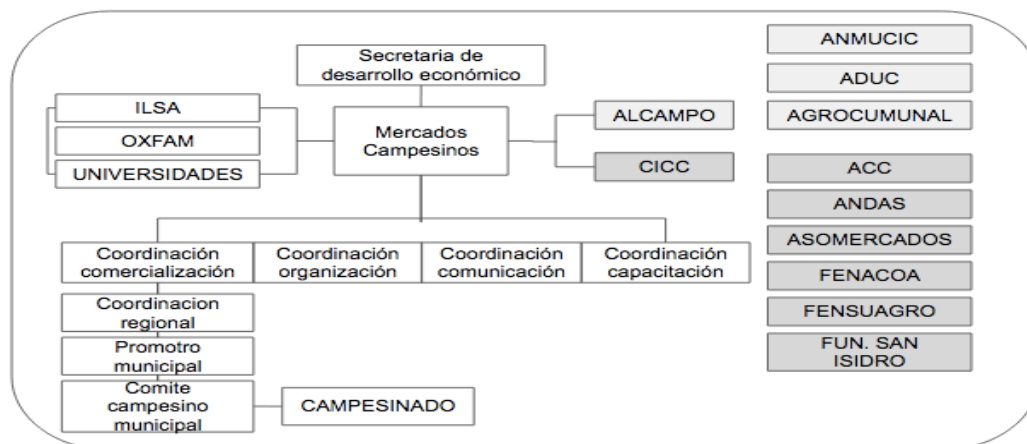 Secretaria de
desarrollo económico
ILSA
OXFAM
UNIVERSIDADES
Mercados
Campesinos
ALCAMPO
CICC
ANMUCIC
ADUC
AGROCUMUNAL
ACC
ANDAS
ASOMERCADOS
FENACOA
FENSUAGRO
FUN. SAN
ISIDRO
Coordinación
comercialización
Coordinación
organización
Coordinación
comunicación
Coordinación
capacitación
Coordinacion
regional
Promotro
municipal
Comite
campesino
municipal
CAMPESINADO